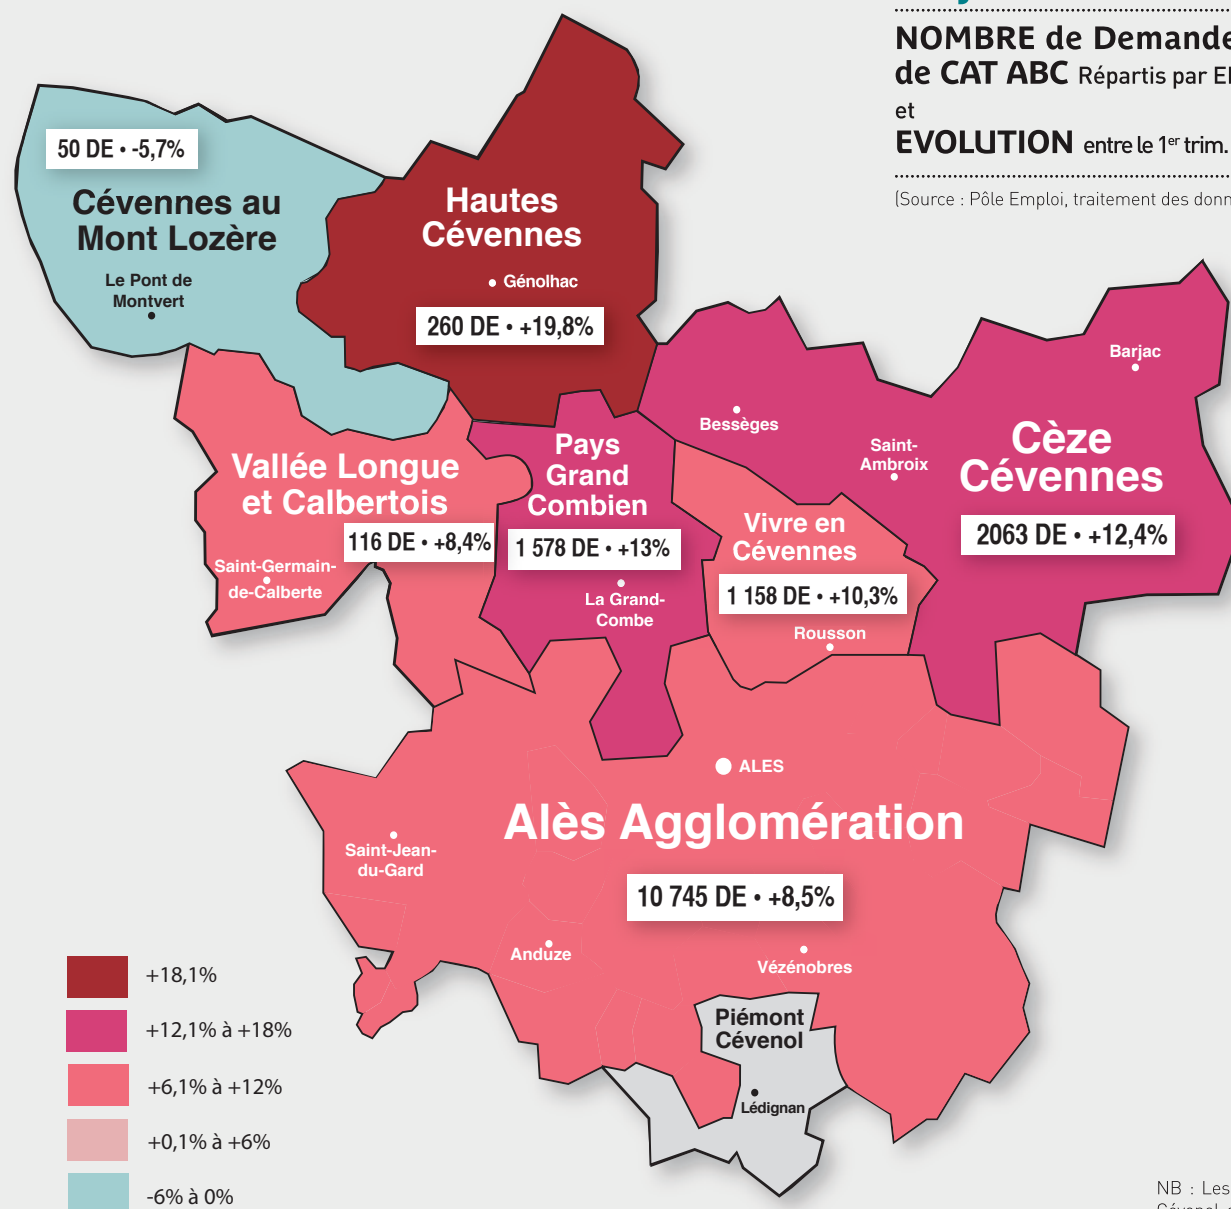 NOMBRE de Demande
de CAT ABC Répartis par
et
EVOLUTION entre le 1er trim.
(Source : Pôle Emploi, traitement des donn
50 DE • -5,7%
Cévennes au
Mont Lozère
Le Pont de
Montvert
Hautes
Cévennes
Génolhac
260 DE • +19,8%
Barjac
Bessèges
Saint-
Ambroix
Cèze
Cévennes
2063 DE • +12,4%
Vallée Longue
et Calbertois
116 DE • +8,4%
Saint-Germain-
de-Calberte
Pays
Grand
Combien
1 578 DE • +13%
La Grand-
Combe
Vivre en
Cévennes
1 158 DE • +10,3%
Rousson
ALES
Alès Agglomération
10 745 DE • +8,5%
Saint-Jean-
du-Gard
Anduze
Vézénobres
Piémont
Cévenol
Lédignan
+18,1%
+12,1% à +18%
+6,1% à +12%
+0,1% à +6%
-6% à 0%
NB : Les